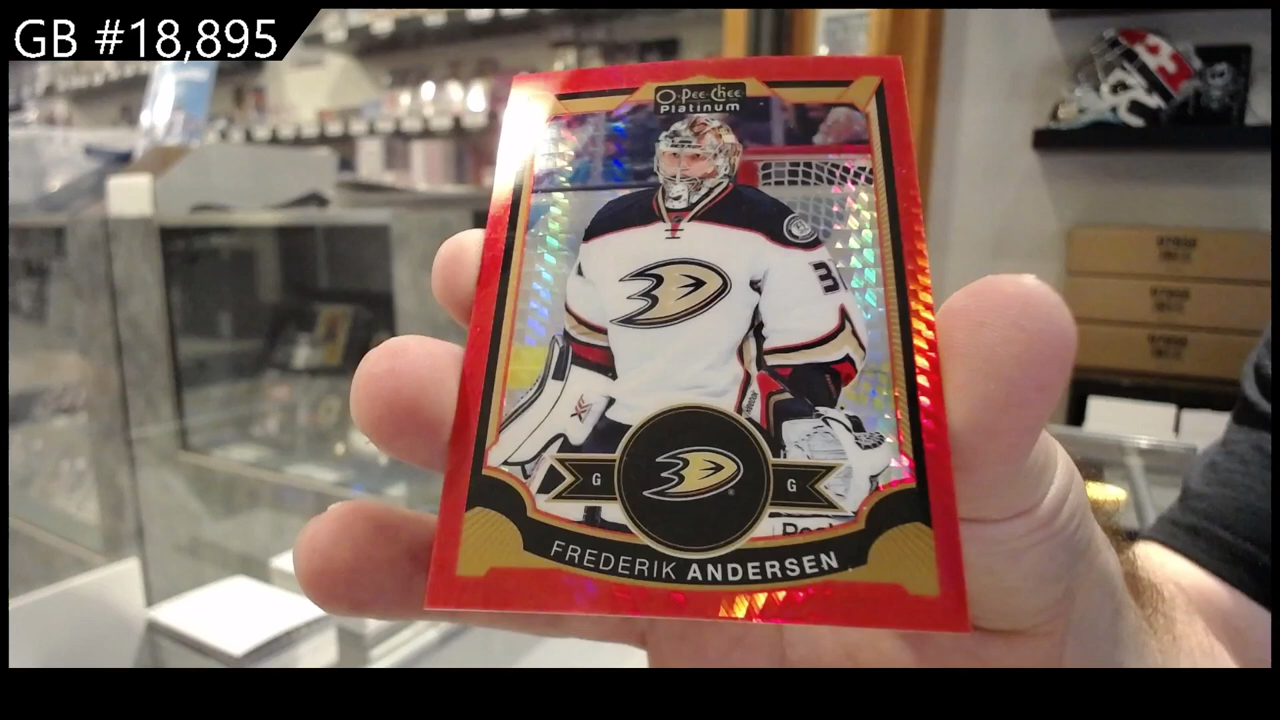 GB #18,895
O-Pee-Chee
Platinum
3
G
G
FREDERIK ANDERSEN